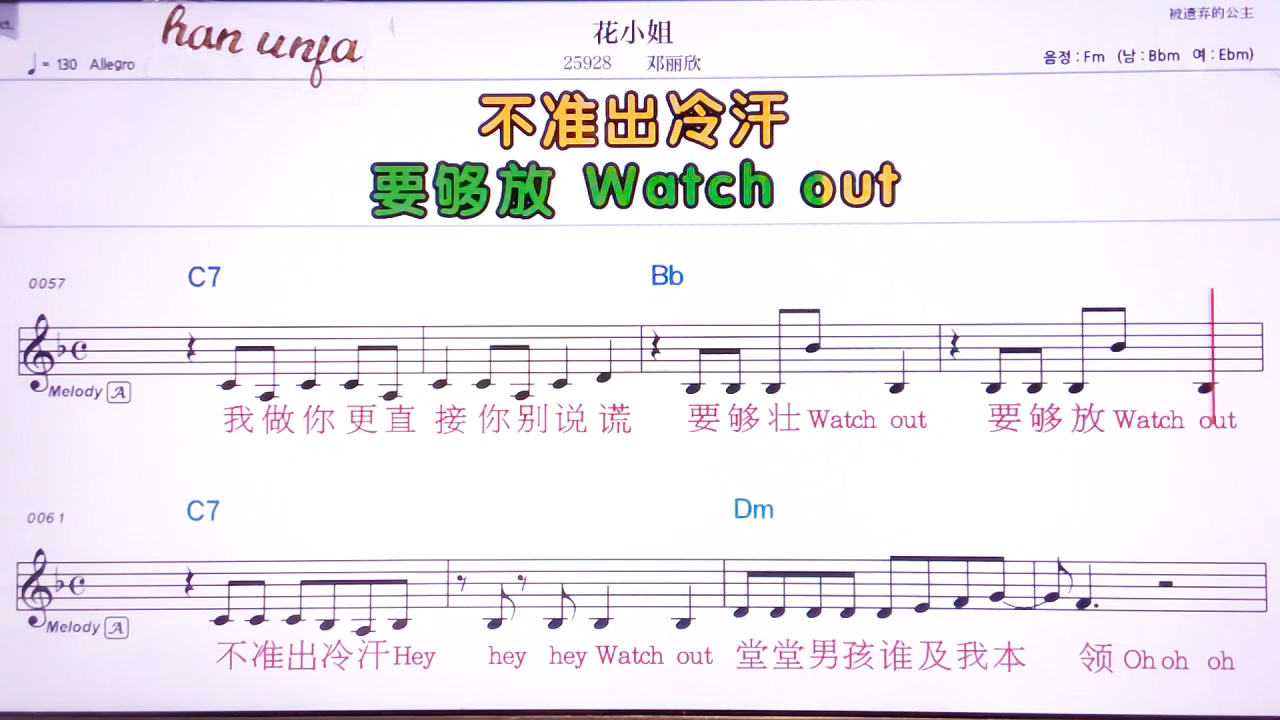 ct.
han unja
花小姐
被遗弃的公主
♩= 130 Allegro
25928 邓丽欣
음정 : Fm (남 : Bbm 여 : Ebm)
不准出冷汗
要够放 Watch out
0057
C7 Bb
Melody A
我做你更直接你别说谎 要够壮 Watch out 要够放 Watch out
0061
C7 Dm
Melody A
不准出冷汗 Hey hey hey Watch out 堂堂男孩谁及我本领 Oh oh oh